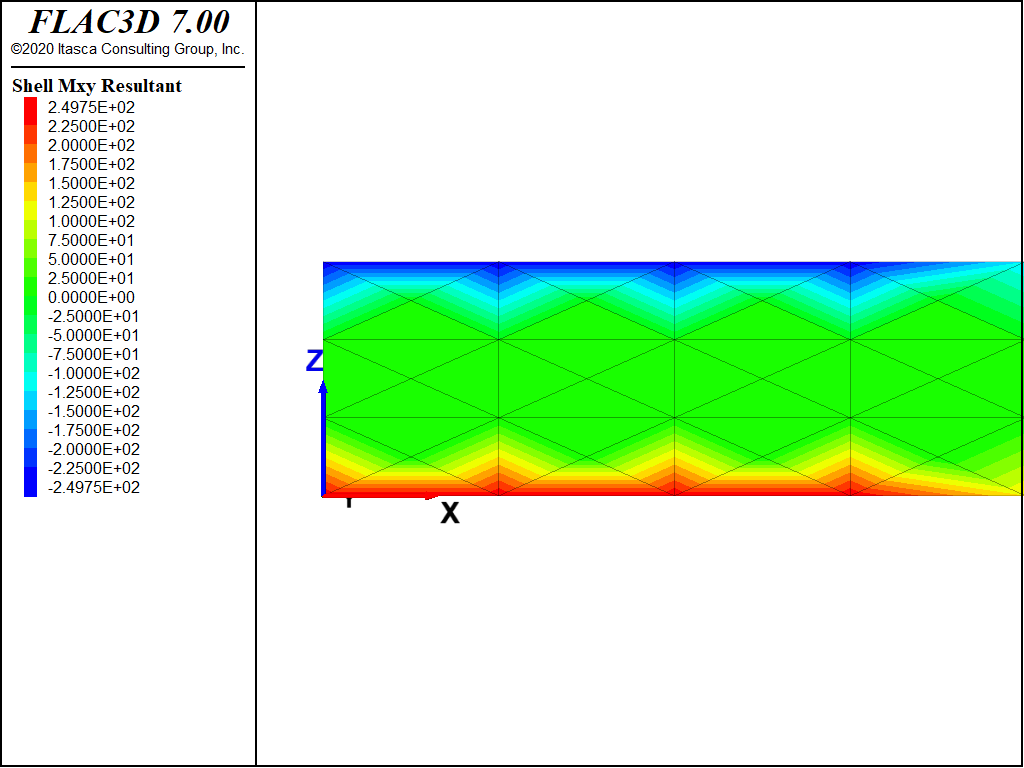 FLAC3D 7.00
©2020 Itasca Consulting Group, Inc.
Shell Mxy Resultant
2.4975E+02
2.2500E+02
2.0000E+02
1.7500E+02
1.5000E+02
1.2500E+02
1.0000E+02
7.5000E+01
5.0000E+01
2.5000E+01
0.0000E+00
-2.5000E+01
-5.0000E+01
-7.5000E+01
-1.0000E+02
-1.2500E+02
-1.5000E+02
-1.7500E+02
-2.0000E+02
-2.2500E+02
-2.4975E+02
Z
X